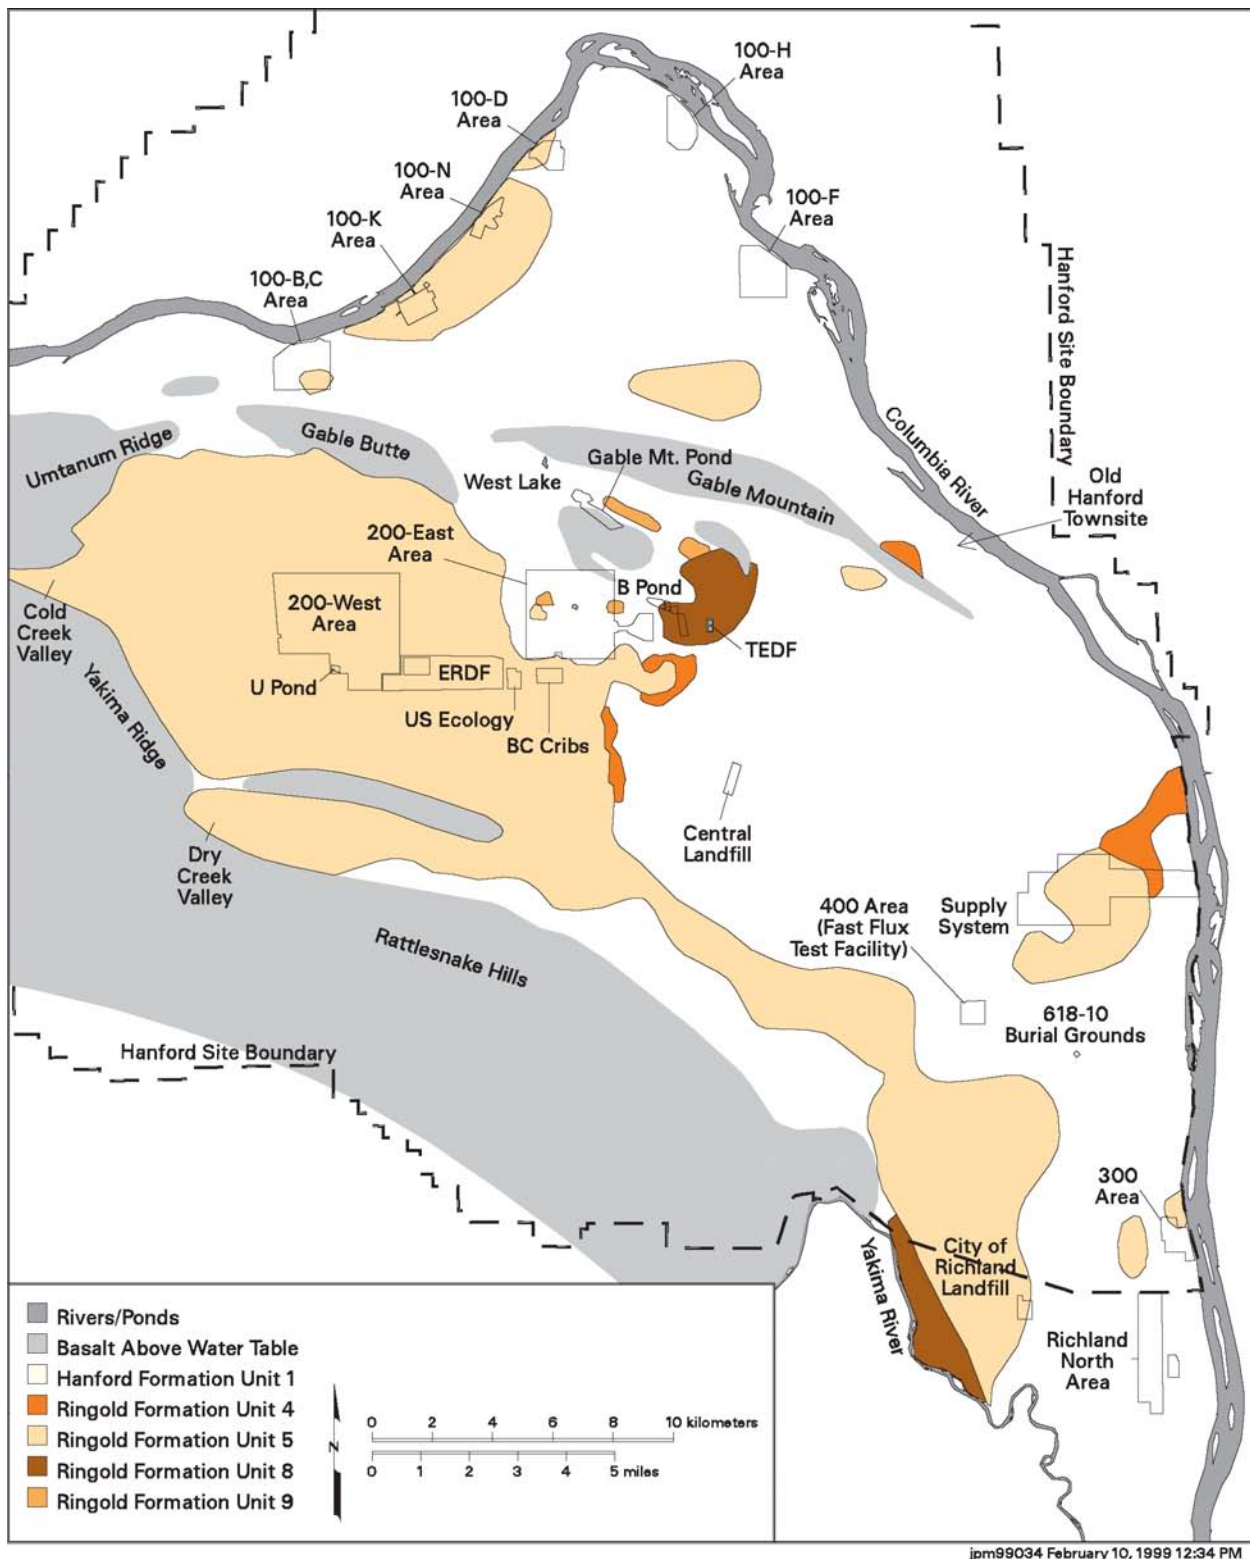 100-H
Area
100-D
Area
100-N
Area
100-F
Area
100-K
Area
100-B,C
Area
Hanford Site Boundary
Columbia River
Umtanum Ridge
Gable Butte
Gable Mt. Pond
West Lake
Gable Mountain
Old
Hanford
Townsite
200-East
Area
B Pond
200-West
Area
Cold
Creek
Valley
TEDF
ERDF
U Pond
US Ecology
BC Cribs
Yakima Ridge
Central
Landfill
Dry
Creek
Valley
400 Area
(Fast Flux
Test Facility)
Supply
System
Rattlesnake Hills
618-10
Burial Grounds
Hanford Site Boundary
300
Area
City of
Richland
Landfill
Yakima River
Richland
North
Area
Rivers/Ponds
Basalt Above Water Table
Hanford Formation Unit 1
Ringold Formation Unit 4
Ringold Formation Unit 5
Ringold Formation Unit 8
Ringold Formation Unit 9
N
0 2 4 6 8 10 kilometers
0 1 2 3 4 5 miles
jpm99034 February 10, 1999 12:34 PM